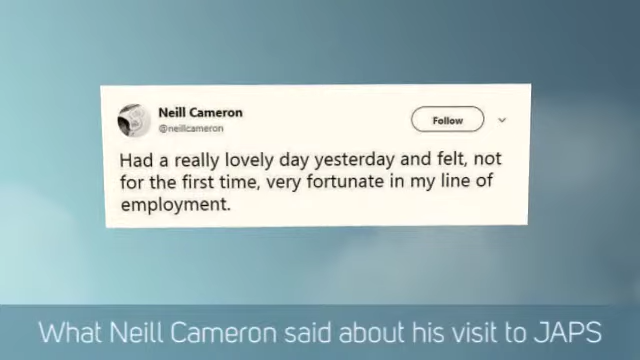 Neill Cameron
@neillcameron
Follow
Had a really lovely day yesterday and felt, not
for the first time, very fortunate in my line of
employment.
What Neill Cameron said about his visit to JAPS